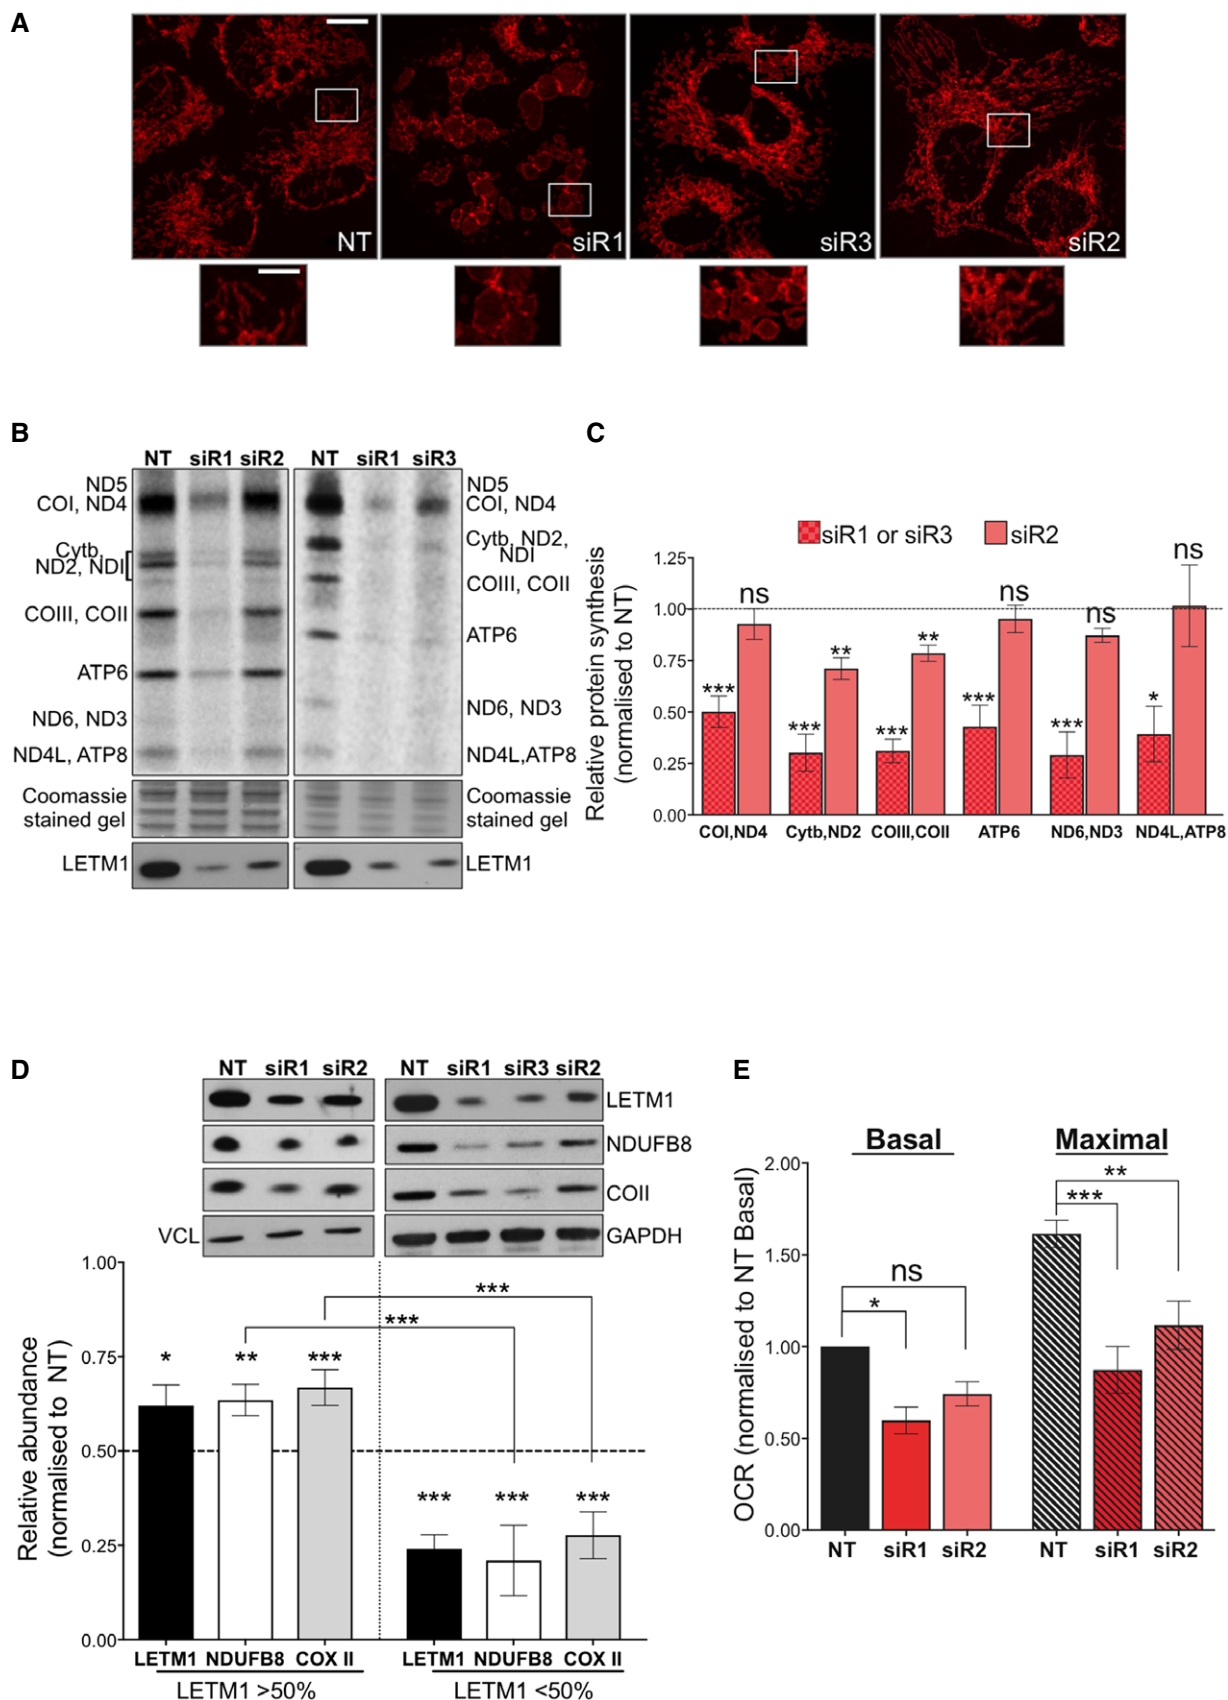 A
NT
siR1
siR3
siR2
B
NT siR1 siR2
NT siR1 siR3
ND5
COI, ND4
Cytb,
ND2, NDI
COIII, COII
ATP6
ND6, ND3
ND4L, ATP8
Coomassie
stained gel
LETM1
ND5
COI, ND4
Cytb, ND2,
NDI
COIII, COII
ATP6
ND6, ND3
ND4L,ATP8
Coomassie
stained gel
LETM1
C
siR1 or siR3
siR2
Relative protein synthesis
(normalised to NT)
1.25
1.00
0.75
0.50
0.25
0.00
*** ns
*** **
*** **
*** ns
*** ns
* ns
COI,ND4
Cytb,ND2
COIII,COII
ATP6
ND6,ND3
ND4L,ATP8
D
NT siR1 siR2
NT siR1 siR3 siR2
LETM1
NDUFB8
COII
VCL
GAPDH
Relative abundance
(normalised to NT)
1.00
0.75
0.50
0.25
0.00
***
***
* ** ***
*** *** ***
LETM1 NDUFB8 COX II
LETM1 NDUFB8 COX II
LETM1 >50%
LETM1 <50%
E
Basal
Maximal
OCR (normalised to NT Basal)
2.00
1.50
1.00
0.50
0.00
ns
*
**
***
NT siR1 siR2
NT siR1 siR2